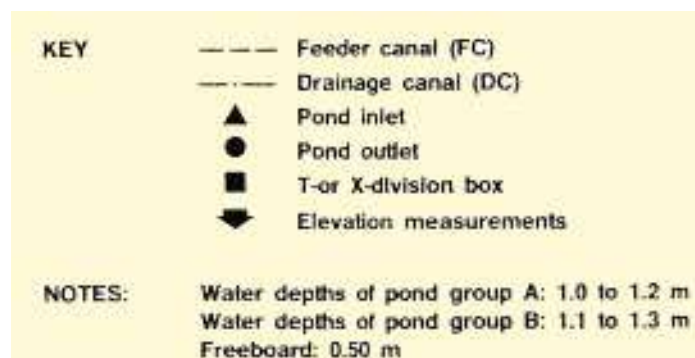 KEY
Feeder canal (FC)
Drainage canal (DC)
Pond inlet
Pond outlet
T-or X-division box
Elevation measurements
NOTES: Water depths of pond group A: 1.0 to 1.2 m
Water depths of pond group B: 1.1 to 1.3 m
Freeboard: 0.50 m